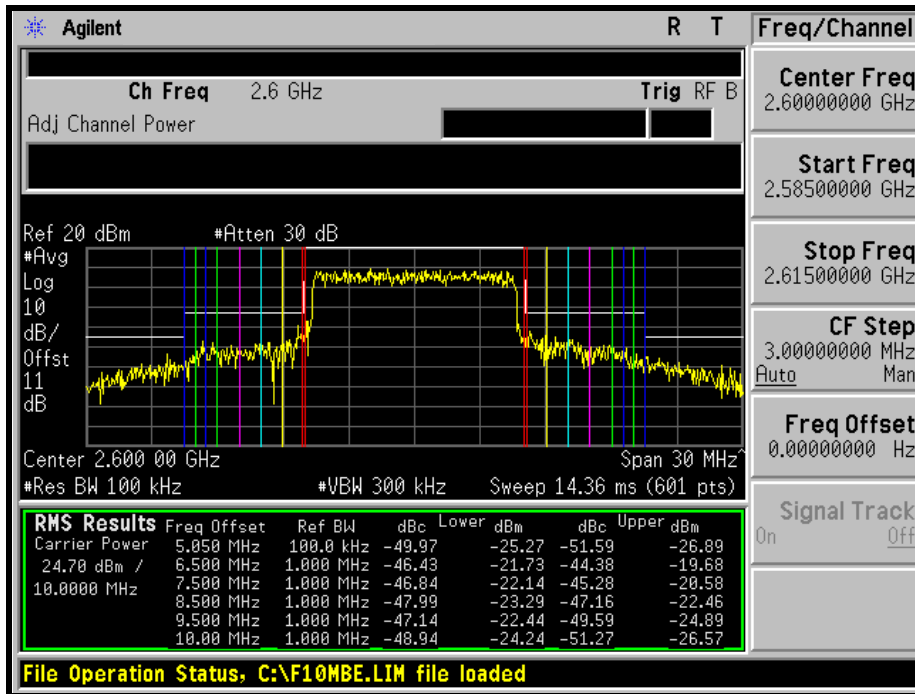 Agilent R T
Freq/Channel
Ch Freq 2.6 GHz Trig RF B
Adj Channel Power
Center Freq
2.60000000 GHz
Start Freq
2.58500000 GHz
Stop Freq
2.61500000 GHz
CF Step
3.00000000 MHz
Auto Man
Freq Offset
0.00000000 Hz
Signal Track
On Off
Ref 20 dBm #Atten 30 dB
#Avg
Log
10
dB/
Offst
11
dB
Center 2.600 00 GHz Span 30 MHz^
#Res BW 100 kHz #VBW 300 kHz Sweep 14.36 ms (601 pts)
RMS Results Freq Offset Ref BW dBc Lower dBm dBc Upper dBm
Carrier Power 5.050 MHz 100.0 kHz -49.97 -25.27 -51.59 -26.89
24.70 dBm / 6.500 MHz 1.000 MHz -46.43 -21.73 -44.38 -19.68
10.0000 MHz 7.500 MHz 1.000 MHz -46.84 -22.14 -45.28 -20.58
8.500 MHz 1.000 MHz -47.99 -23.29 -47.16 -22.46
9.500 MHz 1.000 MHz -47.14 -22.44 -49.59 -24.89
10.00 MHz 1.000 MHz -48.94 -24.24 -51.27 -26.57
File Operation Status, C:\F10MBE.LIM file loaded